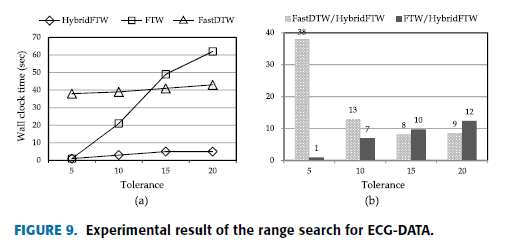 HybridFTW FTW FastDTW
70
60
50
40
30
20
10
0
Wall clock time (sec)
5 10 15 20
Tolerance
(a)
FastDTW/HybridFTW FTW/HybridFTW
40
30
20
10
0
38
1
13
7
8
10
9
12
5 10 15 20
Tolerance
(b)
FIGURE 9. Experimental result of the range search for ECG-DATA.